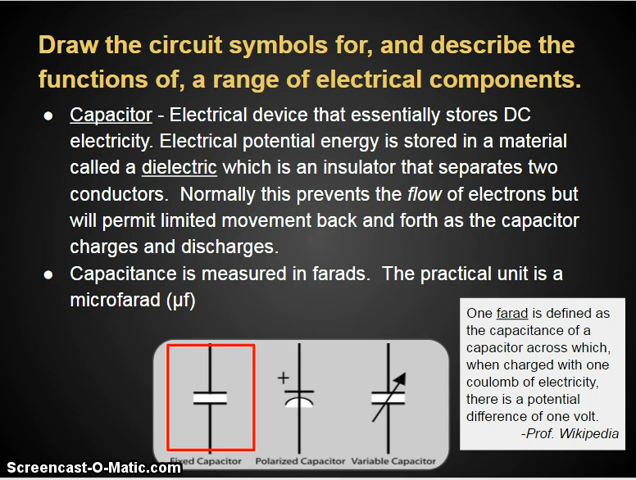 Draw the circuit symbols for, and describe the
functions of, a range of electrical components.
● Capacitor - Electrical device that essentially stores DC
electricity. Electrical potential energy is stored in a material
called a dielectric which is an insulator that separates two
conductors. Normally this prevents the flow of electrons but
will permit limited movement back and forth as the capacitor
charges and discharges.
● Capacitance is measured in farads. The practical unit is a
microfarad (µf)
One farad is defined as
the capacitance of a
capacitor across which,
when charged with one
coulomb of electricity,
there is a potential
difference of one volt.
-Prof. Wikipedia
+
Fixed Capacitor Polarized Capacitor Variable Capacitor
Screencast-O-Matic.com